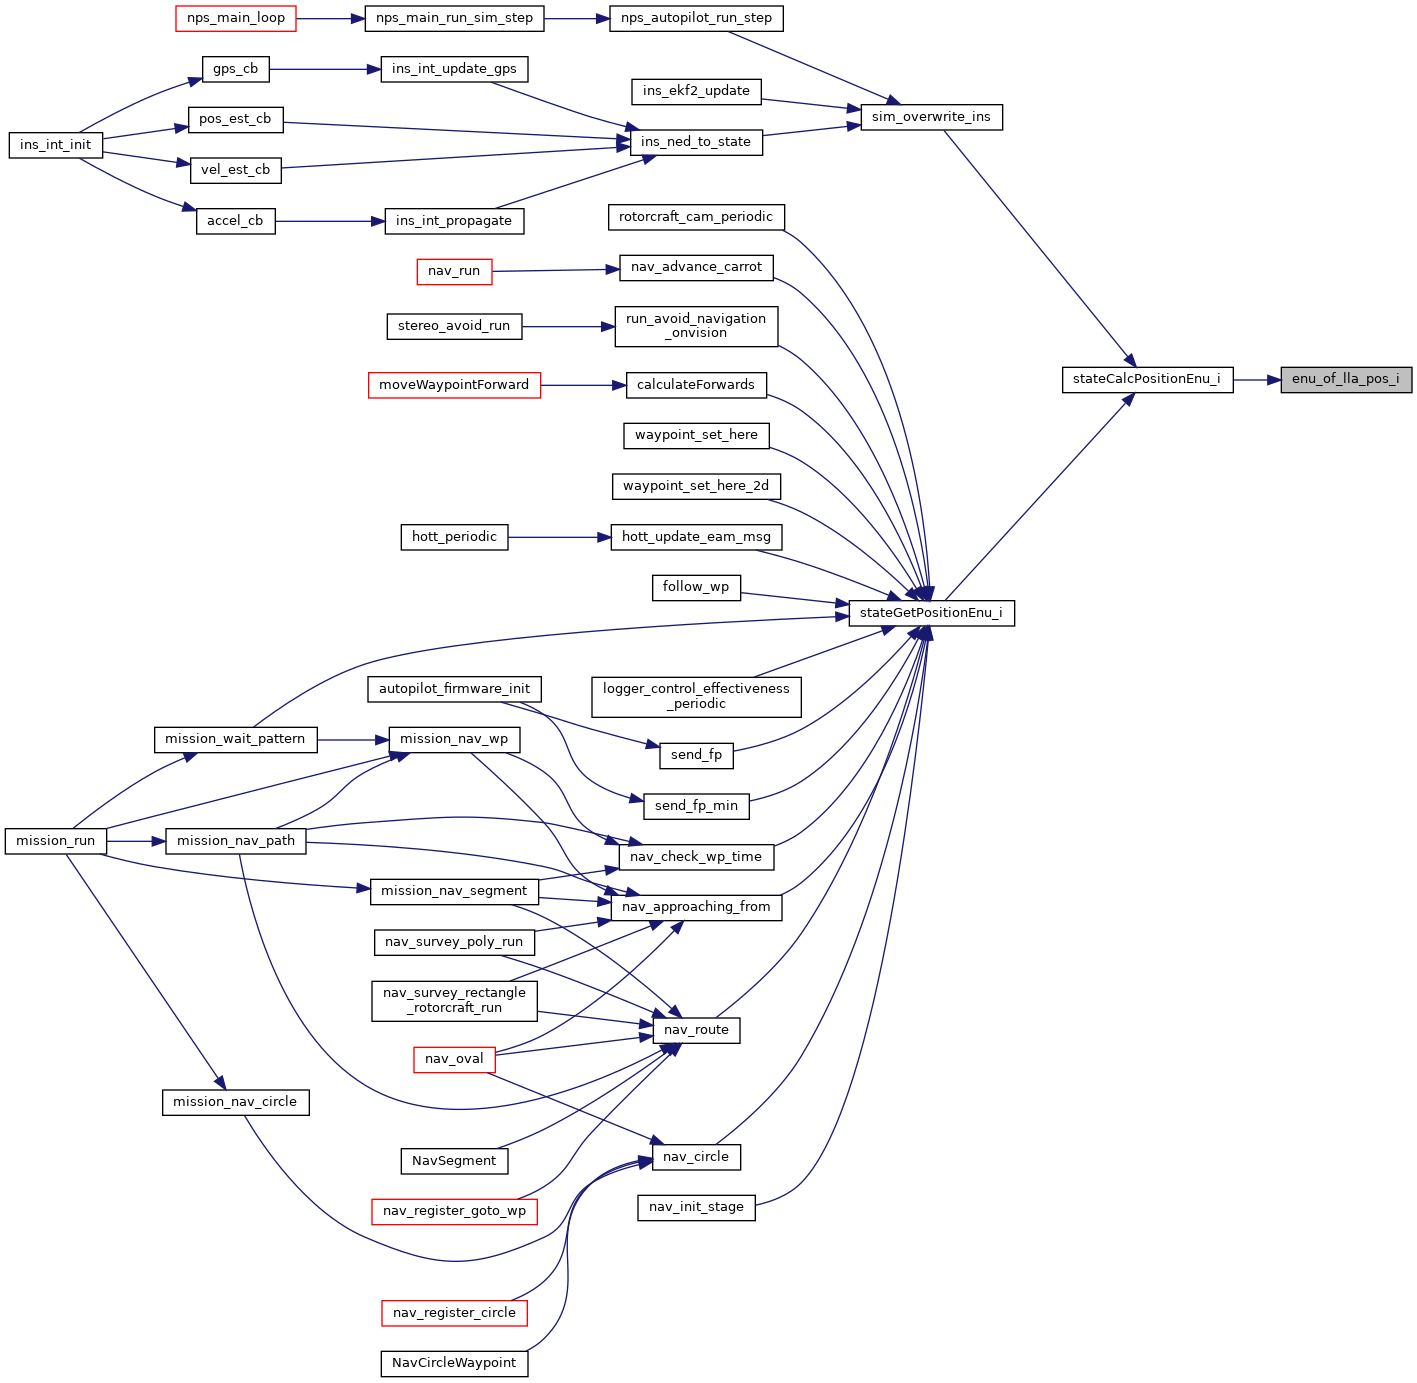 nps_main_loop
nps_main_run_sim_step
nps_autopilot_run_step
gps_cb
ins_int_update_gps
ins_ekf2_update
sim_overwrite_ins
pos_est_cb
ins_int_init
ins_ned_to_state
vel_est_cb
accel_cb
ins_int_propagate
rotorcraft_cam_periodic
nav_run
nav_advance_carrot
stereo_avoid_run
run_avoid_navigation
_onvision
moveWaypointForward
calculateForwards
stateCalcPositionEnu_i
enu_of_lla_pos_i
waypoint_set_here
waypoint_set_here_2d
hott_periodic
hott_update_eam_msg
follow_wp
stateGetPositionEnu_i
autopilot_firmware_init
logger_control_effectiveness
_periodic
mission_wait_pattern
mission_nav_wp
send_fp
send_fp_min
mission_run
mission_nav_path
nav_check_wp_time
mission_nav_segment
nav_approaching_from
nav_survey_poly_run
nav_survey_rectangle
_rotorcraft_run
nav_route
nav_oval
mission_nav_circle
NavSegment
nav_circle
nav_register_goto_wp
nav_init_stage
nav_register_circle
NavCircleWaypoint